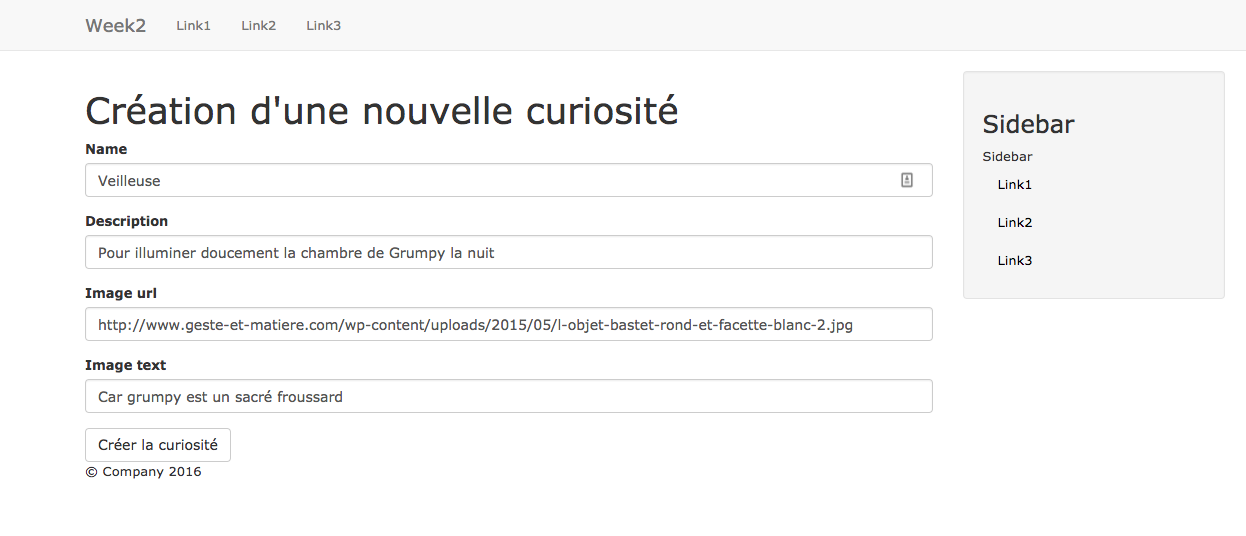 Week2 Link1 Link2 Link3
Création d'une nouvelle curiosité
Name
Veilleuse
Description
Pour illuminer doucement la chambre de Grumpy la nuit
Image url
http://www.geste-et-matiere.com/wp-content/uploads/2015/05/l-objet-bastet-rond-et-facette-blanc-2.jpg
Image text
Car grumpy est un sacré froussard
Créer la curiosité
© Company 2016
Sidebar
Sidebar
Link1
Link2
Link3